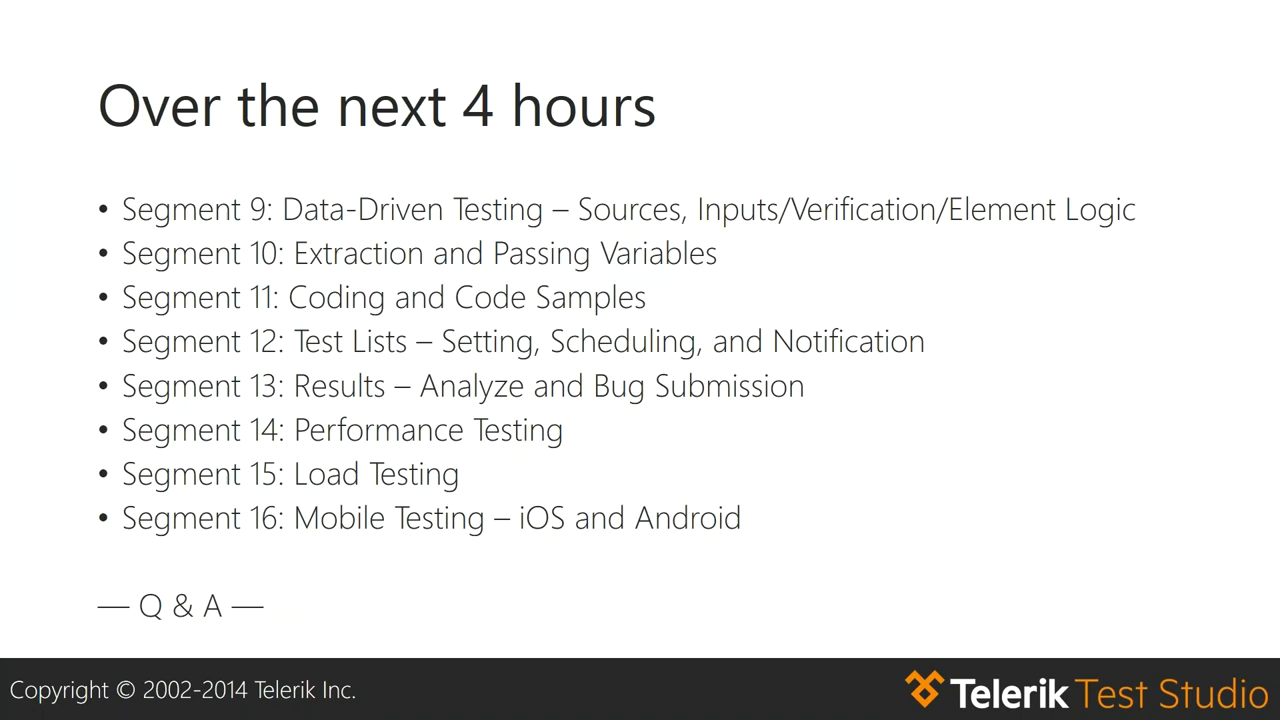 Over the next 4 hours
• Segment 9: Data-Driven Testing – Sources, Inputs/Verification/Element Logic
• Segment 10: Extraction and Passing Variables
• Segment 11: Coding and Code Samples
• Segment 12: Test Lists – Setting, Scheduling, and Notification
• Segment 13: Results – Analyze and Bug Submission
• Segment 14: Performance Testing
• Segment 15: Load Testing
• Segment 16: Mobile Testing – iOS and Android
— Q & A —
Copyright © 2002-2014 Telerik Inc.
Telerik Test Studio